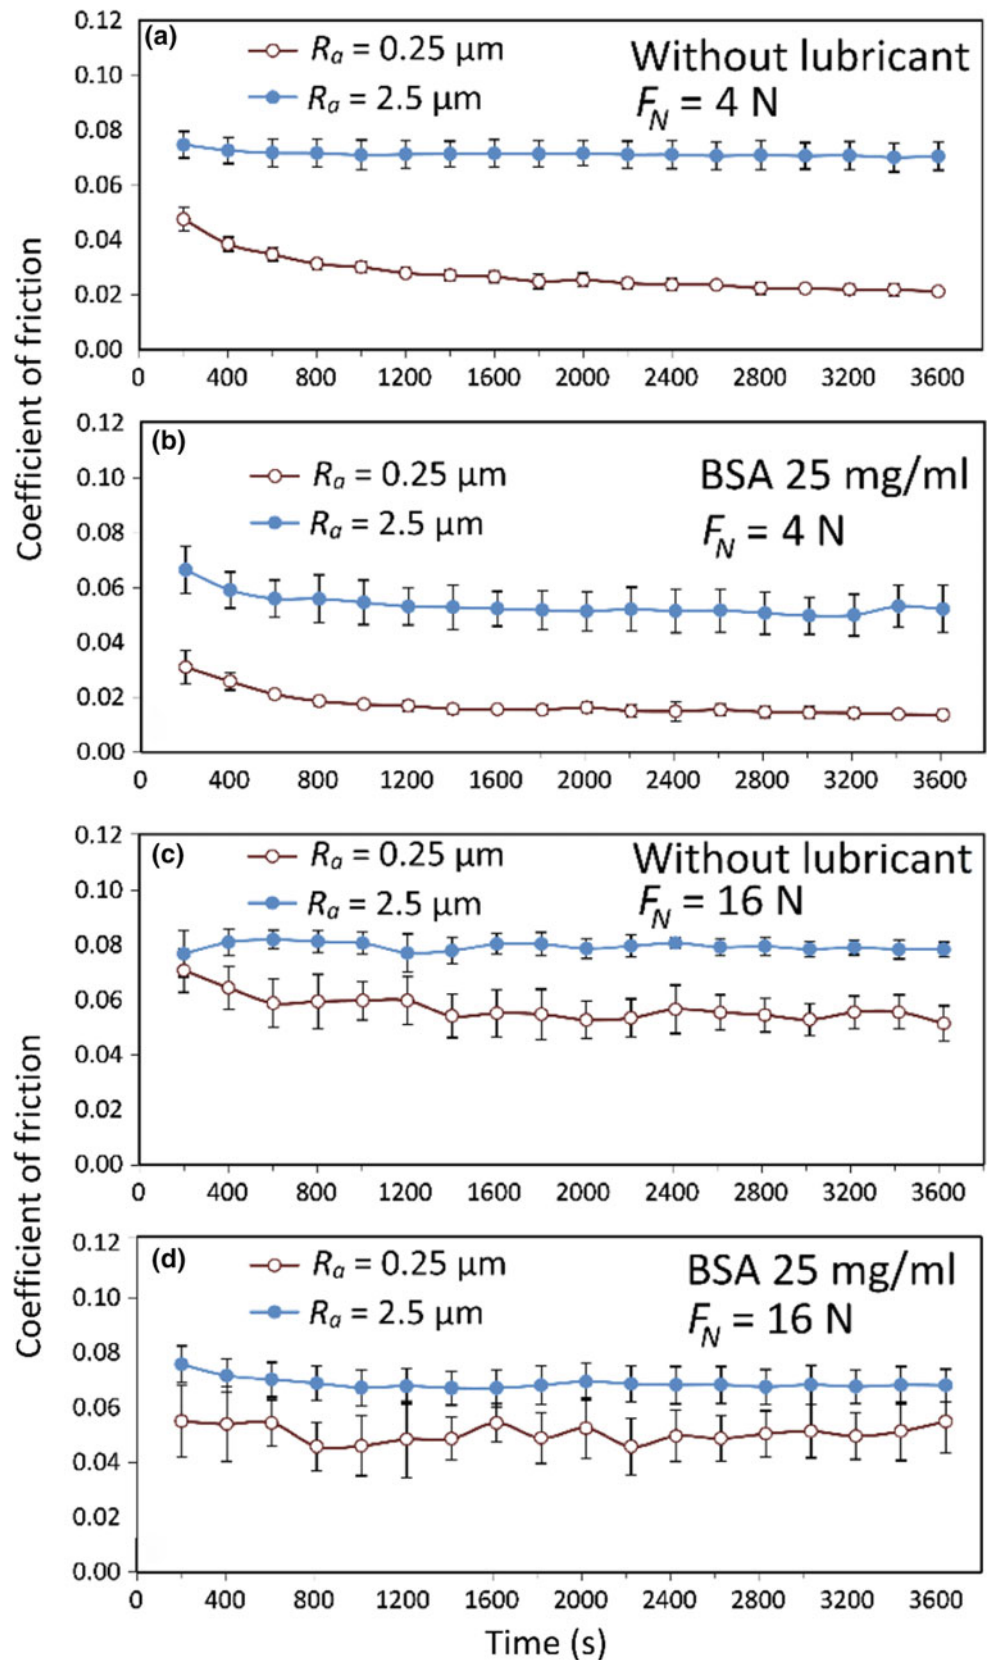 Coefficient of friction
(a)
Rₐ = 0.25 µm
Rₐ = 2.5 µm
Without lubricant
F_N = 4 N
0.12
0.10
0.08
0.06
0.04
0.02
0.00
0 400 800 1200 1600 2000 2400 2800 3200 3600
(b)
Rₐ = 0.25 µm
Rₐ = 2.5 µm
BSA 25 mg/ml
F_N = 4 N
0.12
0.10
0.08
0.06
0.04
0.02
0.00
0 400 800 1200 1600 2000 2400 2800 3200 3600
Coefficient of friction
(c)
Rₐ = 0.25 µm
Rₐ = 2.5 µm
Without lubricant
F_N = 16 N
0.12
0.10
0.08
0.06
0.04
0.02
0.00
0 400 800 1200 1600 2000 2400 2800 3200 3600
(d)
Rₐ = 0.25 µm
Rₐ = 2.5 µm
BSA 25 mg/ml
F_N = 16 N
0.12
0.10
0.08
0.06
0.04
0.02
0.00
0 400 800 1200 1600 2000 2400 2800 3200 3600
Time (s)